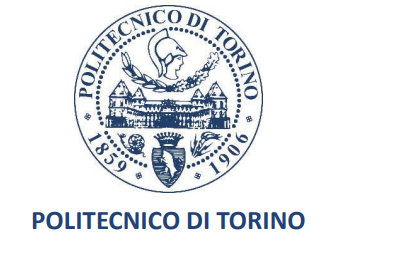 POLITECNICO DI TORINO
1859
1906
POLITECNICO DI TORINO